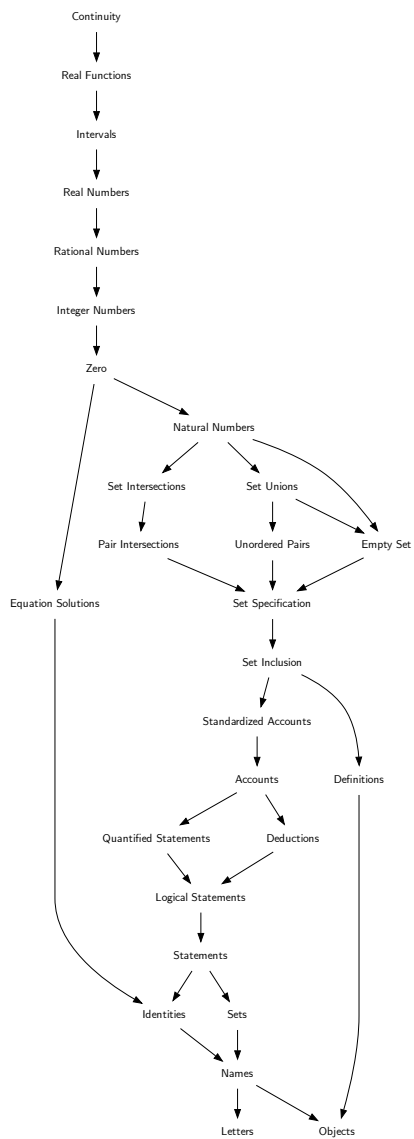 Continuity
Real Functions
Intervals
Real Numbers
Rational Numbers
Integer Numbers
Zero
Natural Numbers
Set Intersections
Set Unions
Pair Intersections
Unordered Pairs
Empty Set
Equation Solutions
Set Specification
Set Inclusion
Standardized Accounts
Accounts
Definitions
Quantified Statements
Deductions
Logical Statements
Statements
Identities
Sets
Names
Letters
Objects